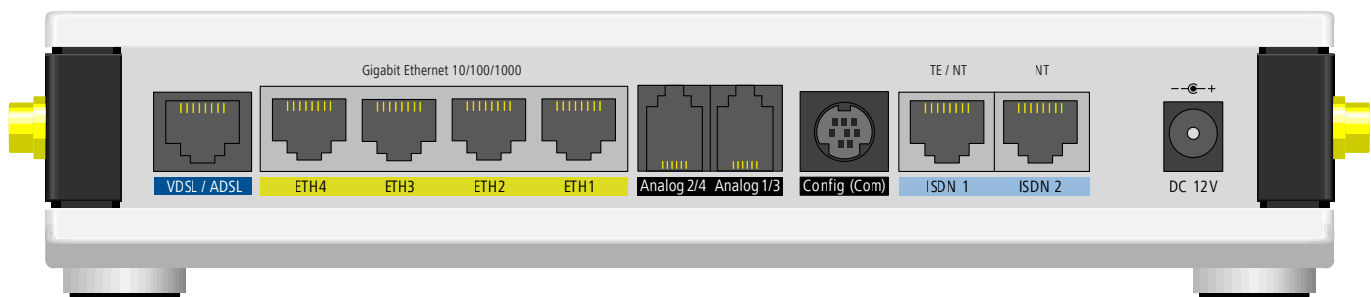 Gigabit Ethernet 10/100/1000
TE / NT
NT
- +
VDSL / ADSL
ETH4
ETH3
ETH2
ETH1
Analog 2/4
Analog 1/3
Config (Com)
ISDN 1
ISDN 2
DC 12V